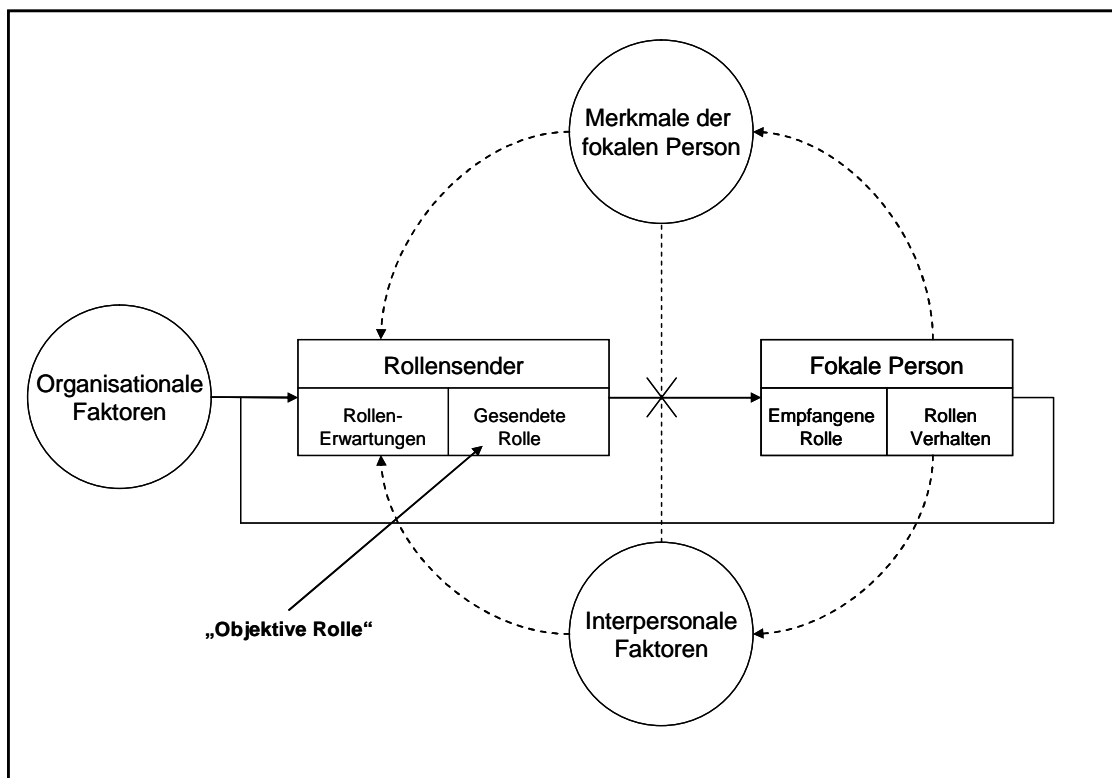 Merkmale der
fokalen Person
Organisationale
Faktoren
Rollensender
Rollen-
Erwartungen
Gesendete
Rolle
Fokale Person
Empfangene
Rolle
Rollen
Verhalten
„Objektive Rolle“
Interpersonale
Faktoren